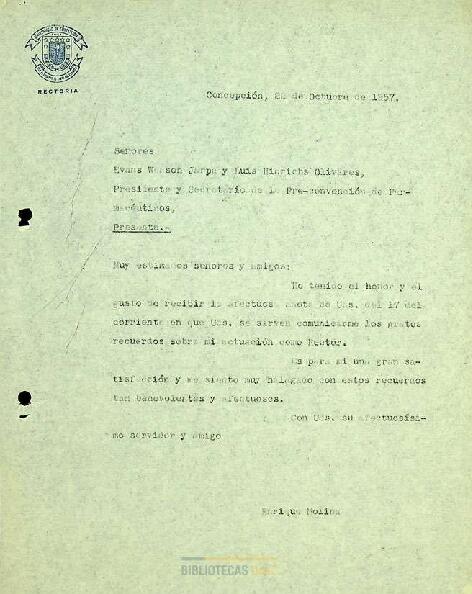 RECTORIA
Concepción, 22 de Octubre de 1957.
Señores
Evans Weason Jarpa y Luis Hinrichs Olivares,
Presidente y Secretario de la Pre-convención de Far-
macéuticos,
Presente.-
Muy estimados señores y amigos:
He tenido el honor y el
gusto de recibir la afectuosa nota de Uds. del 17 del
corriente en que Uds. se sirven comunicarme los gratos
recuerdos sobre mi actuación como Rector.
Es para mi una gran sa-
tisfacción y me siento muy halagado con estos recuerdos
tan benevolentes y afectuosos.
Con Uds. su afectuosísi-
mo servidor y amigo
Enrique Molina
BIBLIOTECAS